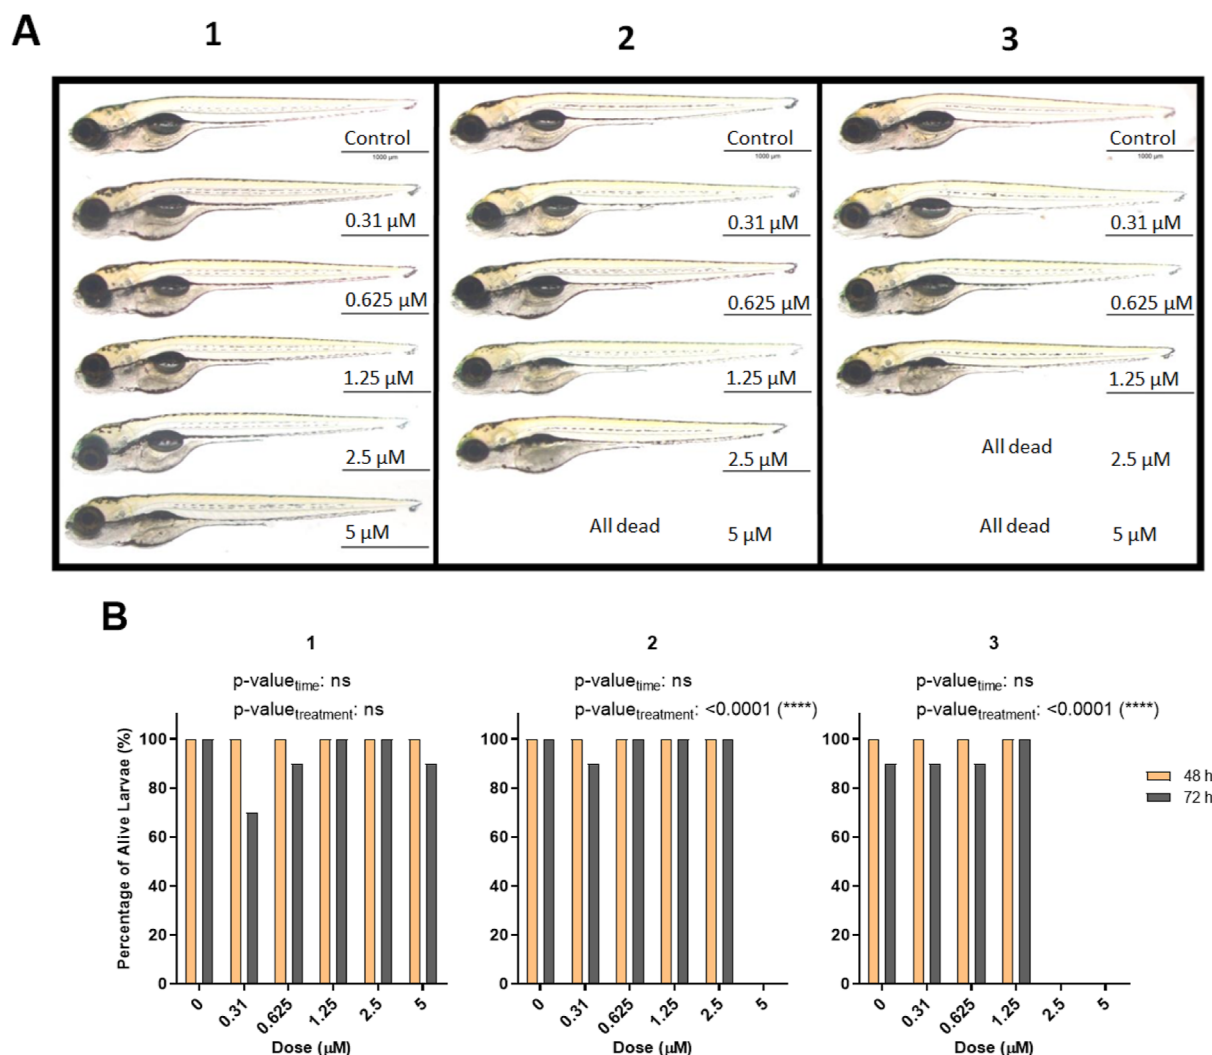 A
1 2 3
Control Control Control
1000 μm 1000 μm 1000 μm
0.31 μM 0.31 μM 0.31 μM
0.625 μM 0.625 μM 0.625 μM
1.25 μM 1.25 μM 1.25 μM
2.5 μM 2.5 μM All dead 2.5 μM
5 μM All dead 5 μM All dead 5 μM
B
1
p-valuetime: ns
p-valuetreatment: ns
Percentage of Alive Larvae (%)
100
80
60
40
20
0
0 0.31 0.625 1.25 2.5 5
Dose (μM)
2
p-valuetime: ns
p-valuetreatment: <0.0001 (****)
100
80
60
40
20
0
0 0.31 0.625 1.25 2.5 5
Dose (μM)
3
p-valuetime: ns
p-valuetreatment: <0.0001 (****)
100
80
60
40
20
0
0 0.31 0.625 1.25 2.5 5
Dose (μM)
48 h
72 h